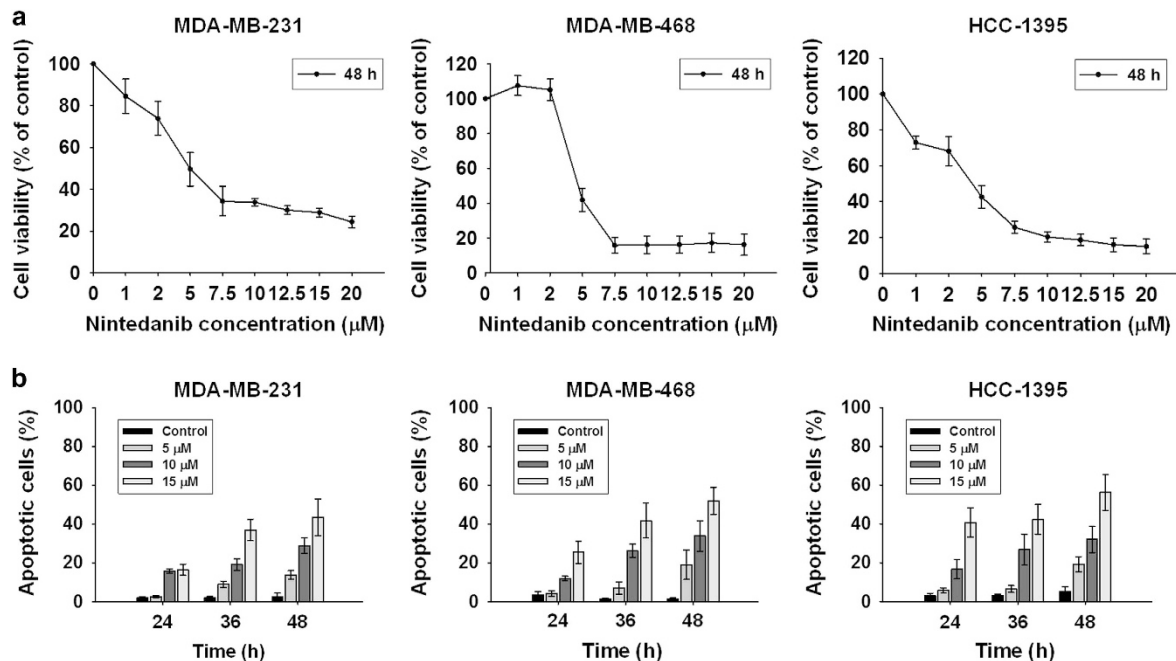 a
MDA-MB-231
Cell viability (% of control)
100
80
60
40
20
0
48 h
0 1 2 5 7.5 10 12.5 15 20
Nintedanib concentration (μM)
MDA-MB-468
Cell viability (% of control)
120
100
80
60
40
20
0
48 h
0 1 2 5 7.5 10 12.5 15 20
Nintedanib concentration (μM)
HCC-1395
Cell viability (% of control)
120
100
80
60
40
20
0
48 h
0 1 2 5 7.5 10 12.5 15 20
Nintedanib concentration (μM)
b
MDA-MB-231
Apoptotic cells (%)
100
80
60
40
20
0
Control
5 μM
10 μM
15 μM
24 36 48
Time (h)
MDA-MB-468
Apoptotic cells (%)
100
80
60
40
20
0
Control
5 μM
10 μM
15 μM
24 36 48
Time (h)
HCC-1395
Apoptotic cells (%)
100
80
60
40
20
0
Control
5 μM
10 μM
15 μM
24 36 48
Time (h)